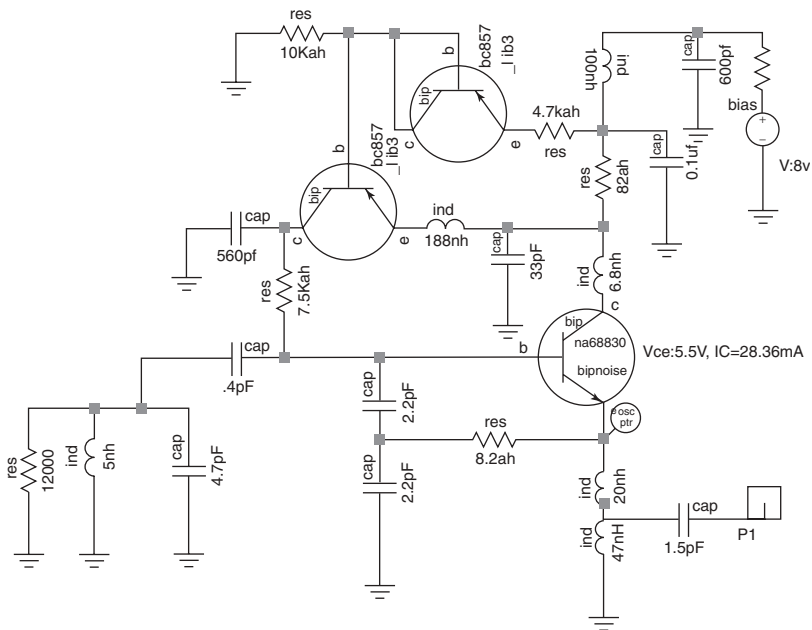 res
10Kah
b
bc857
_lib3
bip
c
e
4.7kah
res
ind
100nh
cap
600pf
bias
V:8v
cap
0.1uf
res
82ah
b
bc857
_lib3
bip
c
e
cap
560pf
ind
188nh
cap
33pF
ind
6.8nh
res
7.5Kah
c
bip
na68830
bipnoise
b
Vce:5.5V, IC=28.36mA
cap
.4pF
cap
2.2pF
e osc
ptr
res
8.2ah
res
12000
ind
5nh
cap
4.7pF
cap
2.2pF
ind
20nh
ind
47nH
cap
1.5pF
P1